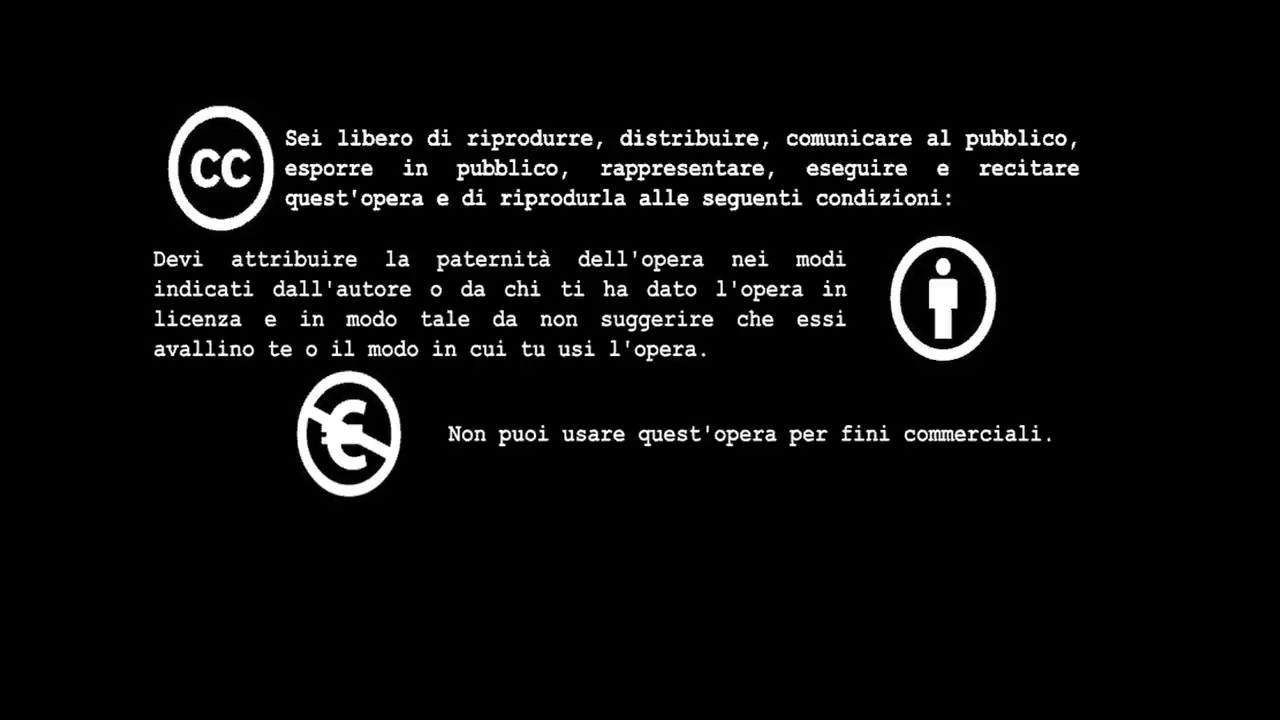 cc
Sei libero di riprodurre, distribuire, comunicare al pubblico,
esporre in pubblico, rappresentare, eseguire e recitare
quest'opera e di riprodurla alle seguenti condizioni:
Devi attribuire la paternità dell'opera nei modi
indicati dall'autore o da chi ti ha dato l'opera in
licenza e in modo tale da non suggerire che essi
avallino te o il modo in cui tu usi l'opera.
€
Non puoi usare quest'opera per fini commerciali.